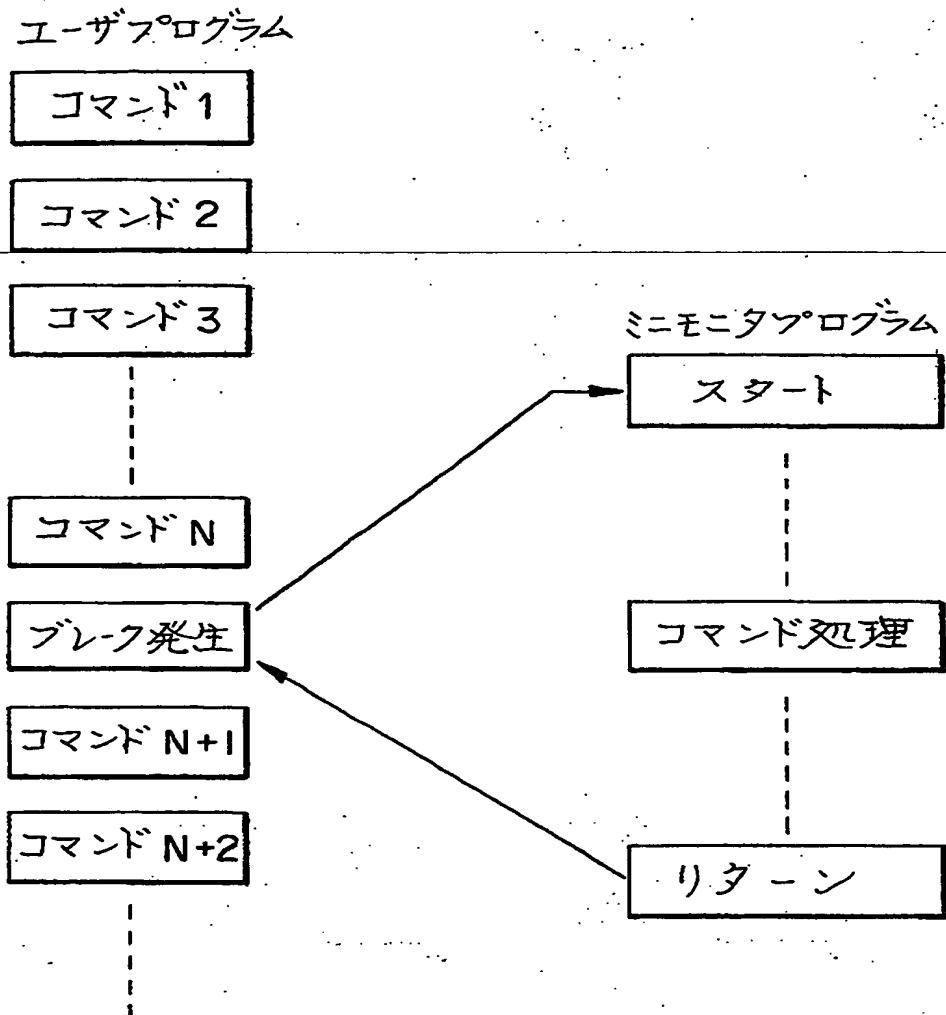 ユーザプログラム
コマンド 1
コマンド 2
コマンド 3
コマンド N
ブレーク発生
コマンド N+1
コマンド N+2
ミニモニタプログラム
スタート
コマンド処理
リターン